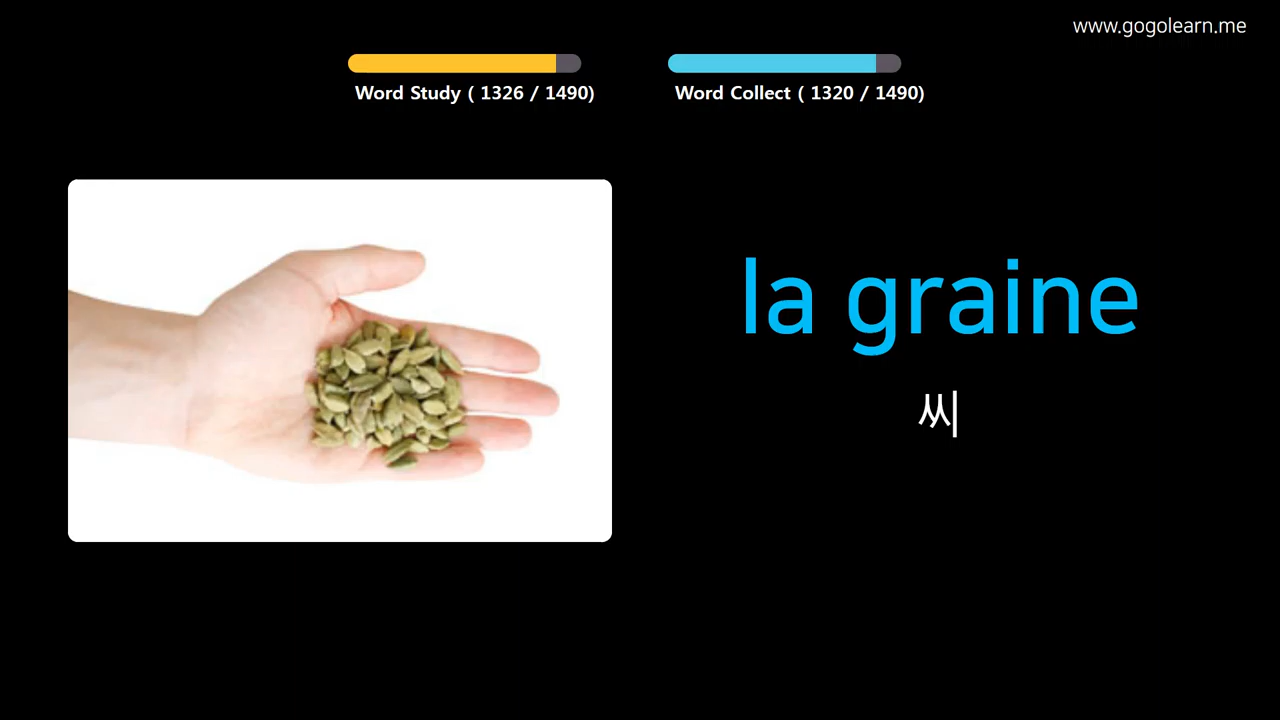 www.gogolearn.me
Word Study ( 1326 / 1490)
Word Collect ( 1320 / 1490)
la graine
씨